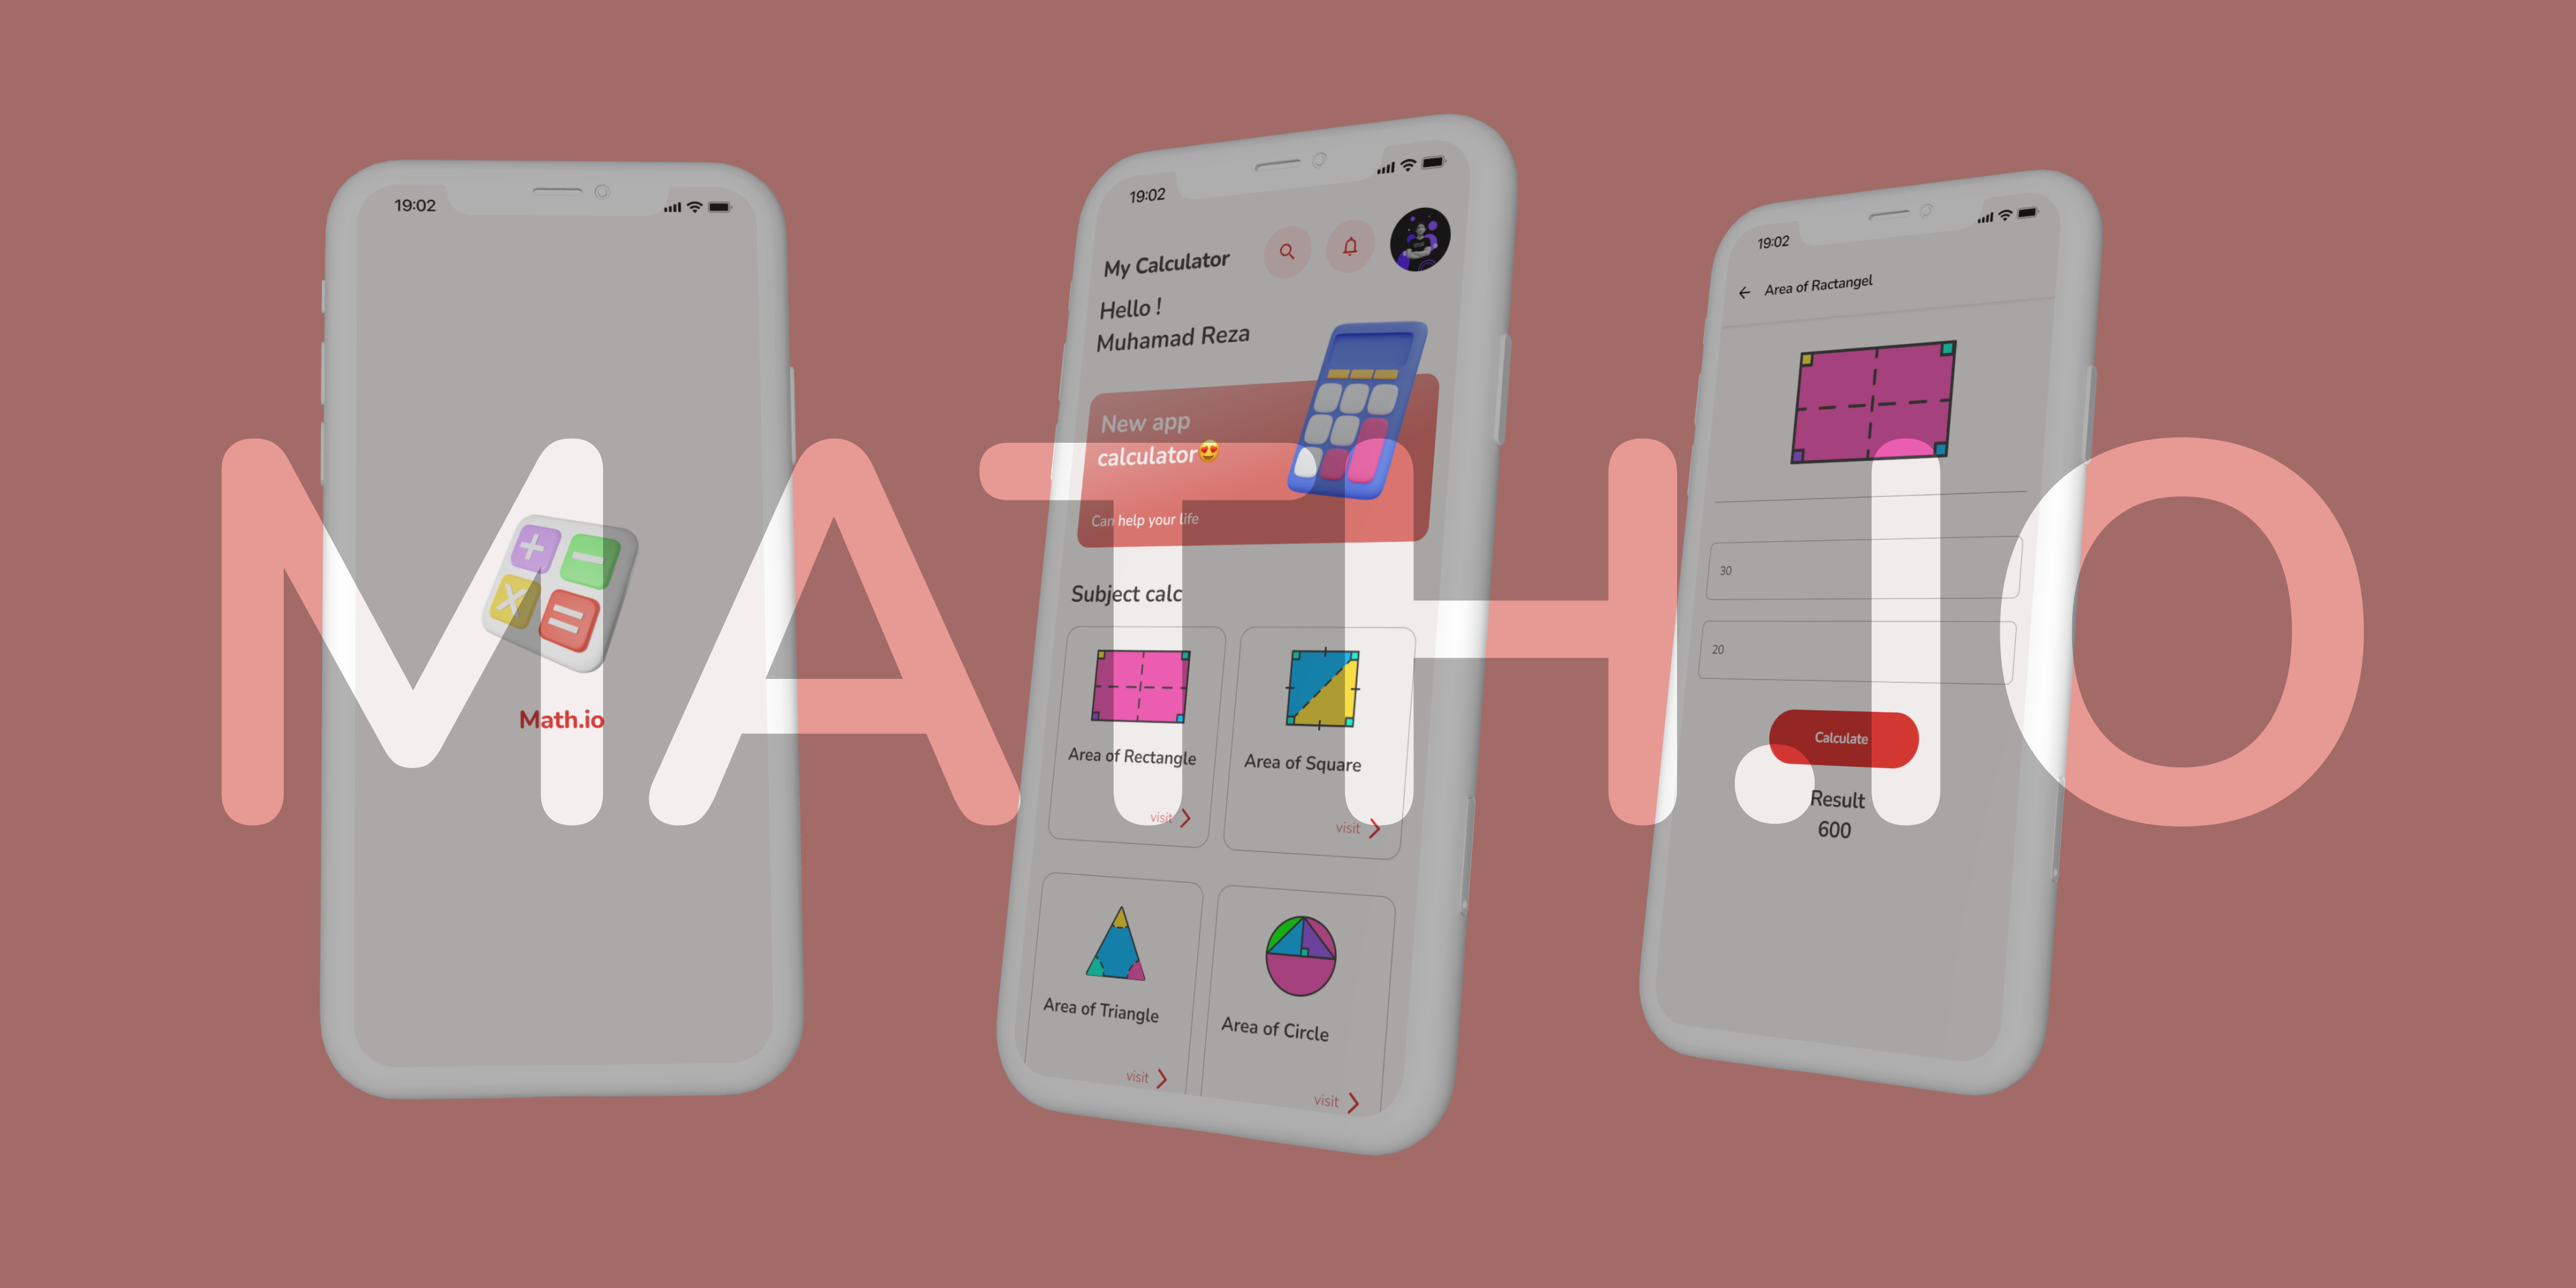 MATH.IO
19:02
Math.io
19:02
My Calculator
Hello !
Muhamad Reza
New app
calculator😍
Can help your life
Subject calc
Area of Rectangle
visit
Area of Square
visit
Area of Triangle
visit
Area of Circle
visit
19:02
Area of Ractangel
30
20
Calculate
Result
600